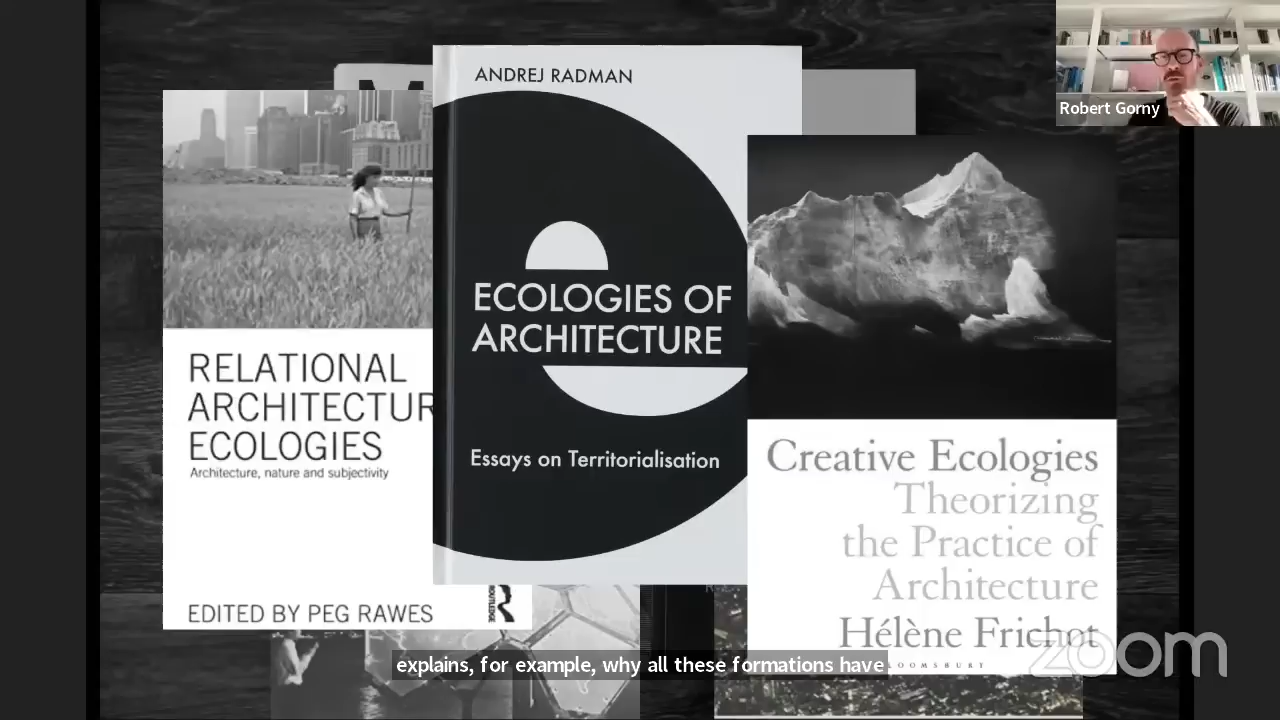 ANDREJ RADMAN
ECOLOGIES OF
ARCHITECTURE
Essays on Territorialisation
RELATIONAL
ARCHITECTUR
ECOLOGIES
Architecture, nature and subjectivity
EDITED BY PEG RAWES
ROUTLEDGE
Creative Ecologies
Theorizing
the Practice of
Architecture
Hélène Frichot
Robert Gorny
explains, for example, why all these formations have
zoom